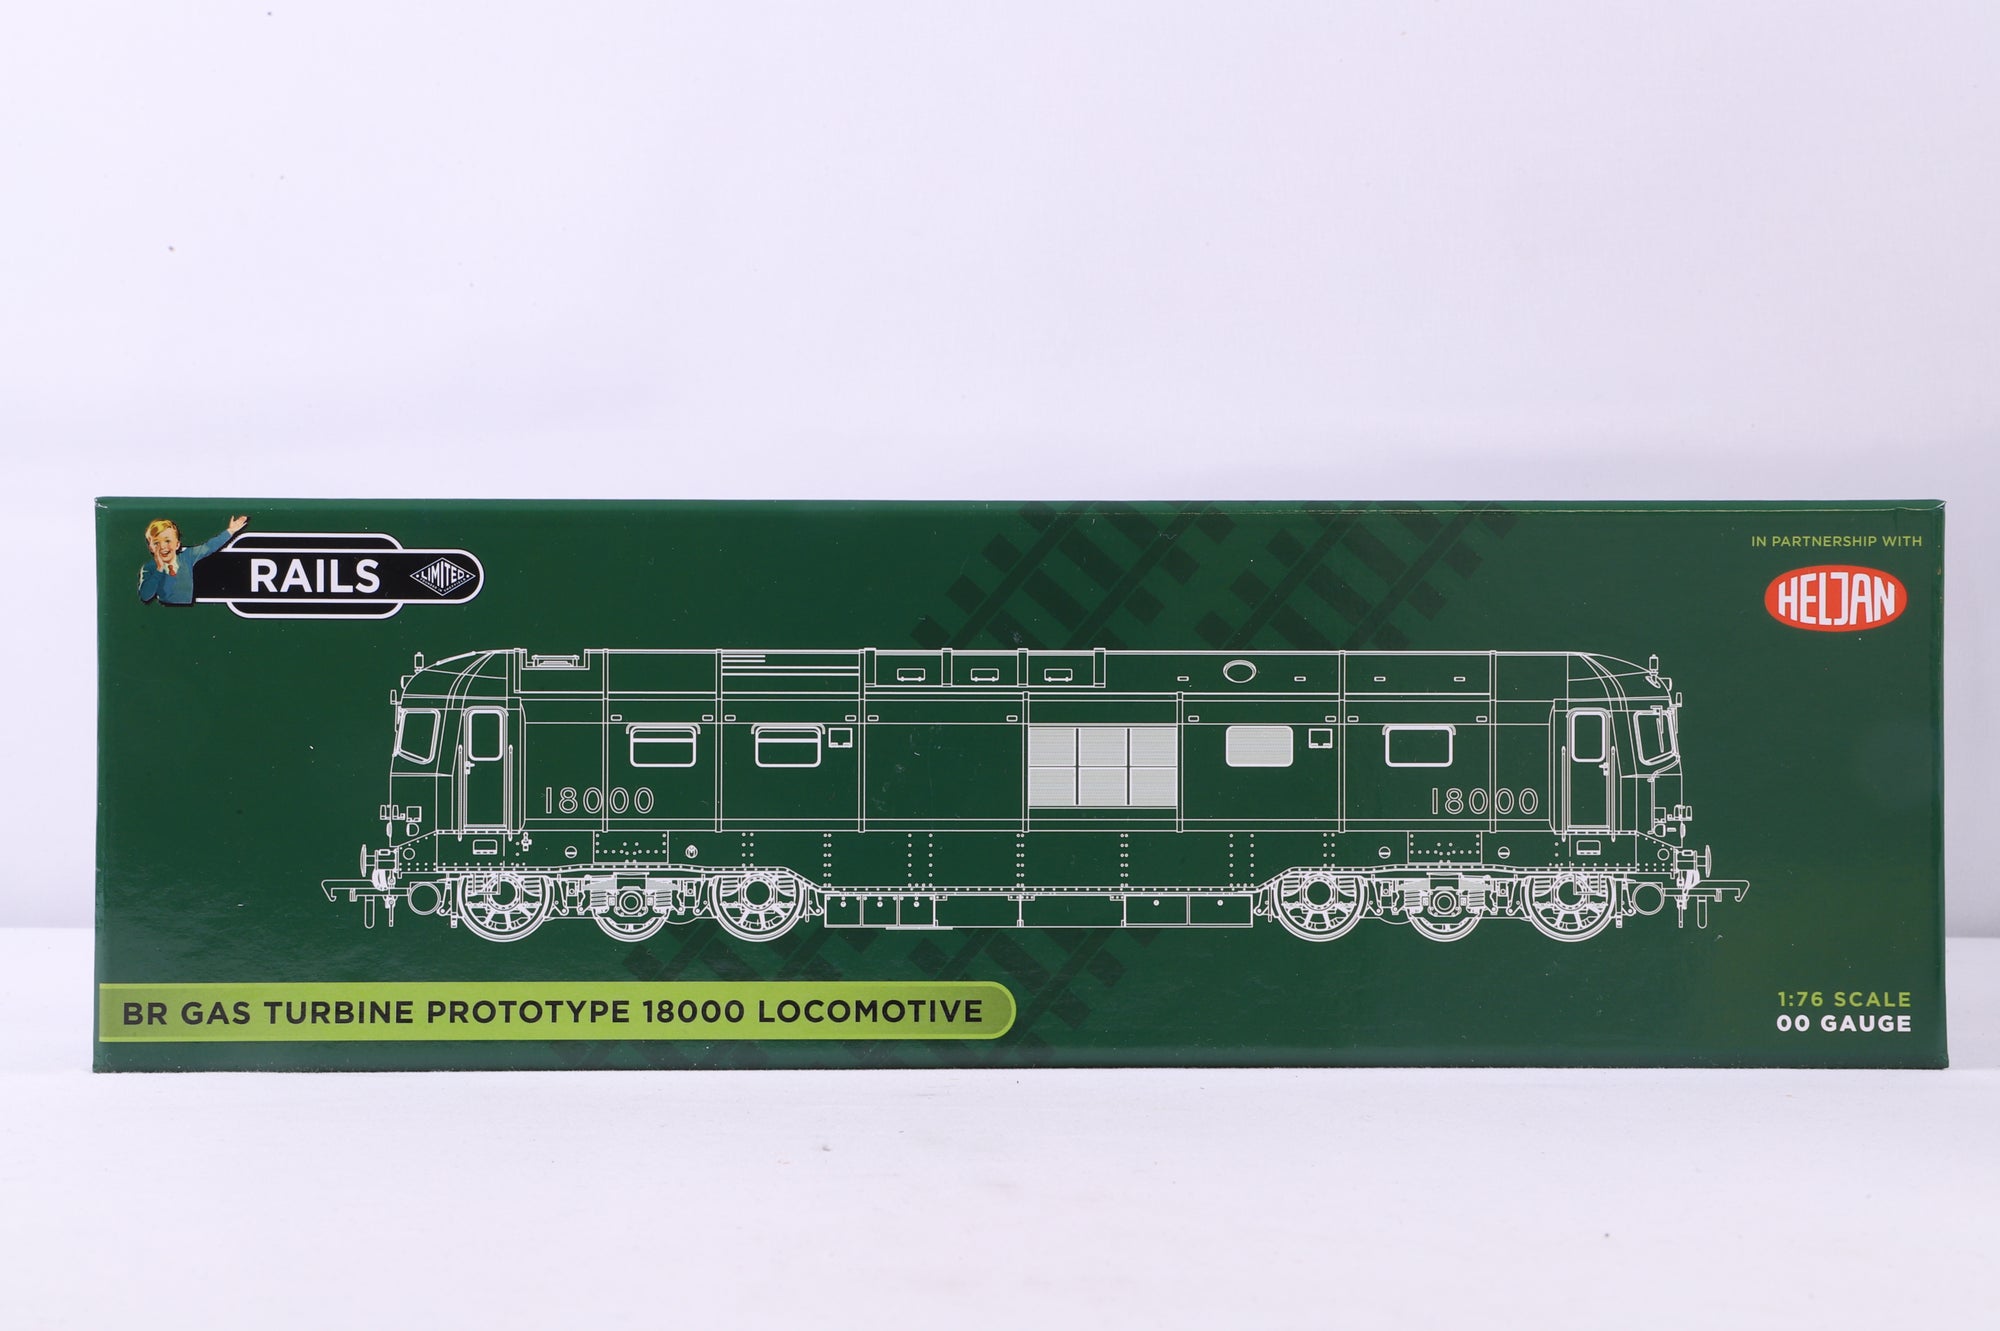 RAILS
LIMITED
IN PARTNERSHIP WITH
HELJAN
18000
18000
BR GAS TURBINE PROTOTYPE 18000 LOCOMOTIVE
1:76 SCALE
00 GAUGE